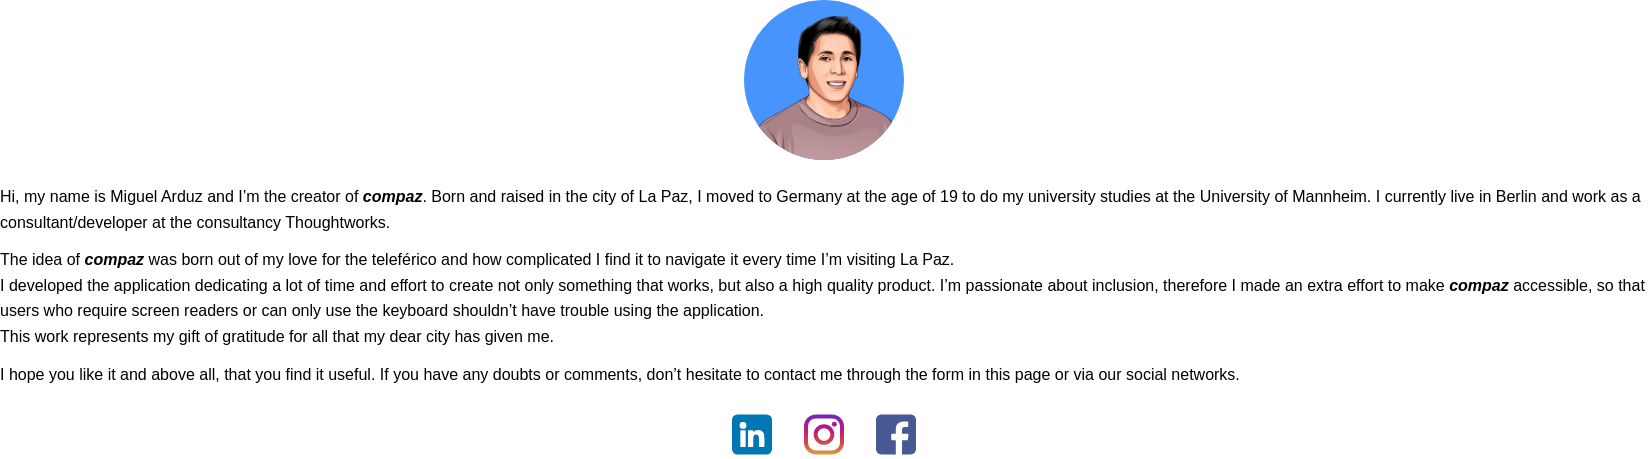 Hi, my name is Miguel Arduz and I’m the creator of compaz. Born and raised in the city of La Paz, I moved to Germany at the age of 19 to do my university studies at the University of Mannheim. I currently live in Berlin and work as a
consultant/developer at the consultancy Thoughtworks.
The idea of compaz was born out of my love for the teleférico and how complicated I find it to navigate it every time I’m visiting La Paz.
I developed the application dedicating a lot of time and effort to create not only something that works, but also a high quality product. I’m passionate about inclusion, therefore I made an extra effort to make compaz accessible, so that
users who require screen readers or can only use the keyboard shouldn’t have trouble using the application.
This work represents my gift of gratitude for all that my dear city has given me.
I hope you like it and above all, that you find it useful. If you have any doubts or comments, don’t hesitate to contact me through the form in this page or via our social networks.
in f